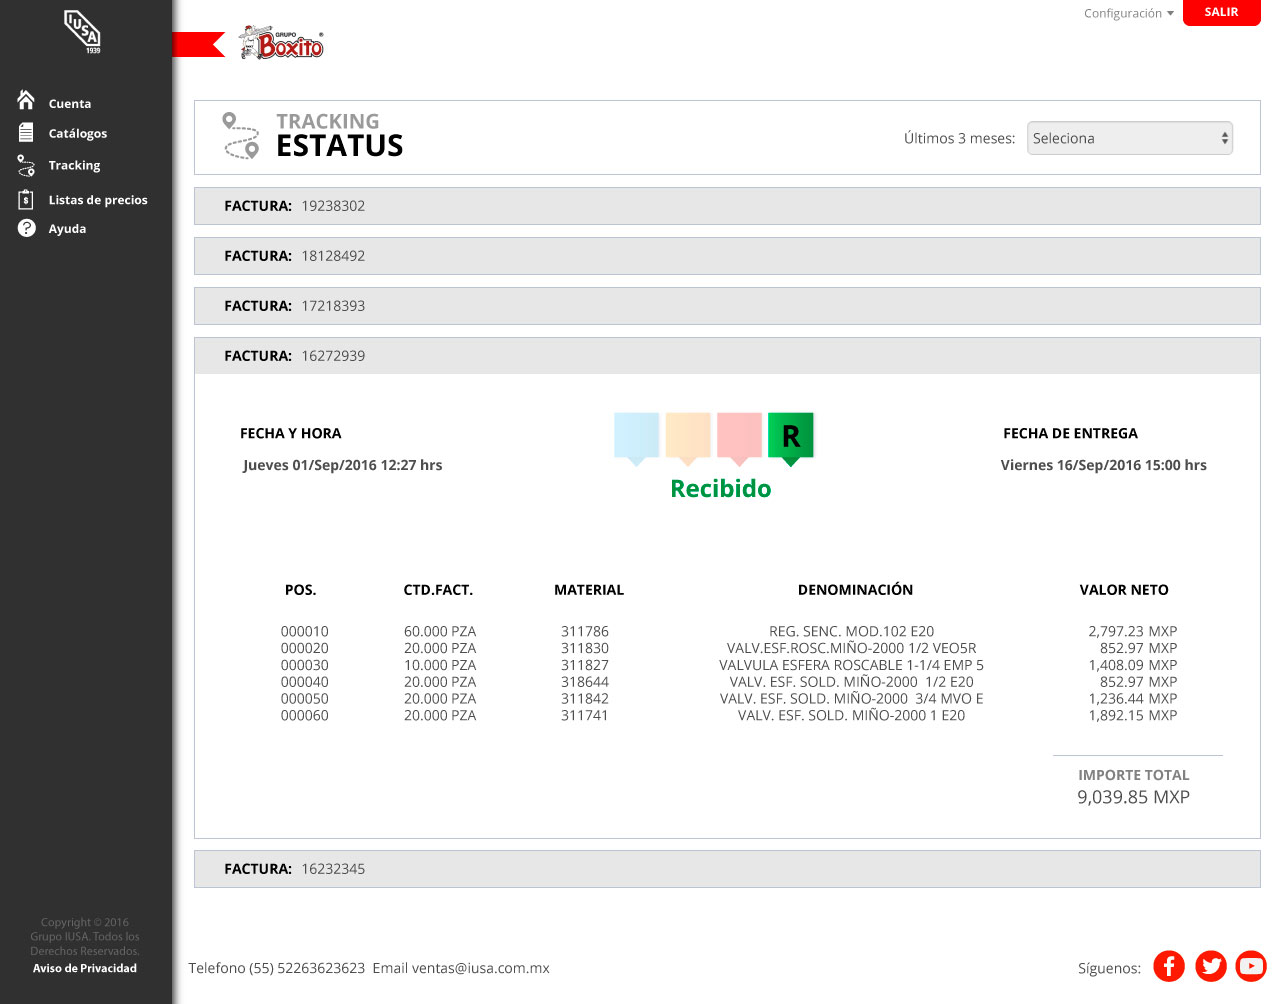 IUSA
1939
Cuenta
Catálogos
Tracking
Listas de precios
Ayuda
Copyright © 2016
Grupo IUSA. Todos los
Derechos Reservados.
Aviso de Privacidad
GRUPO
Boxito®
Configuración
SALIR
TRACKING
ESTATUS
Últimos 3 meses: Selecciona
FACTURA: 19238302
FACTURA: 18128492
FACTURA: 17218393
FACTURA: 16272939
FECHA Y HORA
Jueves 01/Sep/2016 12:27 hrs
R
Recibido
FECHA DE ENTREGA
Viernes 16/Sep/2016 15:00 hrs
POS. CTD.FACT. MATERIAL DENOMINACIÓN VALOR NETO
000010 60.000 PZA 311786 REG. SENC. MOD.102 E20 2,797.23 MXP
000020 20.000 PZA 311830 VALV.ESF.ROSC.MIÑO-2000 1/2 VEO5R 852.97 MXP
000030 10.000 PZA 311827 VALVULA ESFERA ROSCABLE 1-1/4 EMP 5 1,408.09 MXP
000040 20.000 PZA 318644 VALV. ESF. SOLD. MIÑO-2000 1/2 E20 852.97 MXP
000050 20.000 PZA 311842 VALV. ESF. SOLD. MIÑO-2000 3/4 MVO E 1,236.44 MXP
000060 20.000 PZA 311741 VALV. ESF. SOLD. MIÑO-2000 1 E20 1,892.15 MXP
IMPORTE TOTAL
9,039.85 MXP
FACTURA: 16232345
Telefono (55) 52263623623 Email ventas@iusa.com.mx
Síguenos: